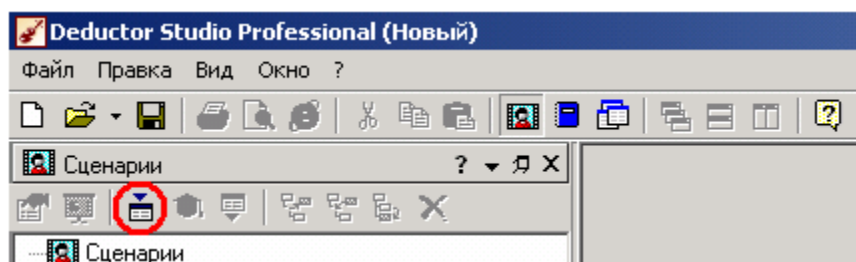 Deductor Studio Professional (Новый)
Файл Правка Вид Окно ?
Сценарии ?
Сценарии